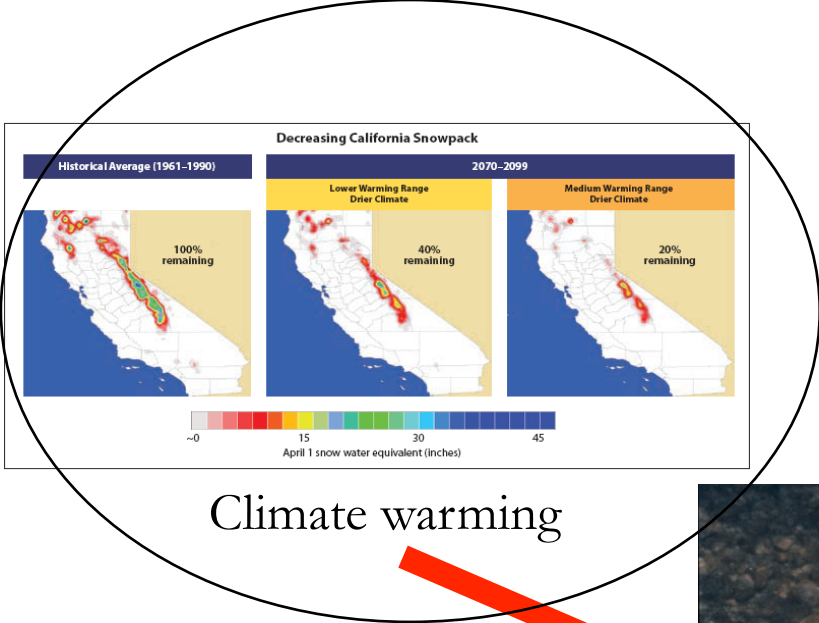 Decreasing California Snowpack
Historical Average (1961–1990)
2070–2099
Lower Warming Range
Drier Climate
Medium Warming Range
Drier Climate
100%
remaining
40%
remaining
20%
remaining
~0 15 30 45
April 1 snow water equivalent (inches)
Climate warming